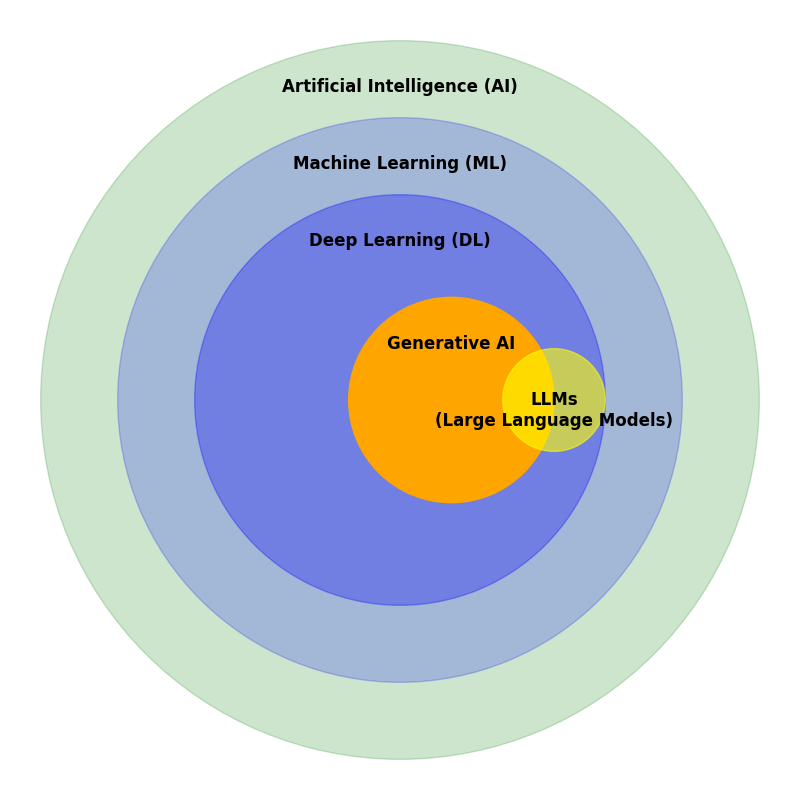 Artificial Intelligence (AI)
Machine Learning (ML)
Deep Learning (DL)
Generative AI
LLMs
(Large Language Models)